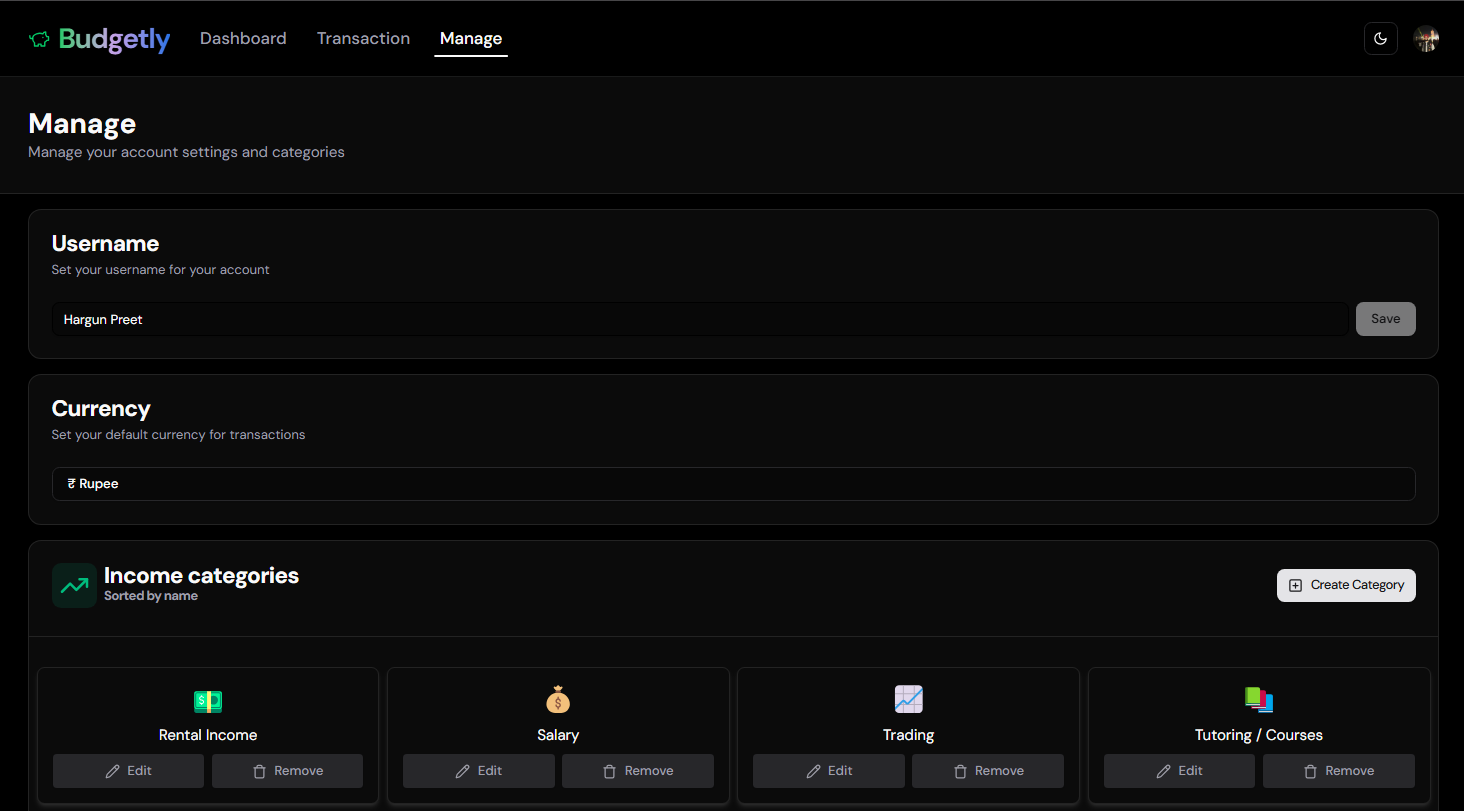 Budgetly Dashboard Transaction Manage
Manage
Manage your account settings and categories
Username
Set your username for your account
Hargun Preet Save
Currency
Set your default currency for transactions
₹ Rupee
Income categories
Sorted by name
Create Category
Rental Income Salary Trading Tutoring / Courses
Edit Remove Edit Remove Edit Remove Edit Remove